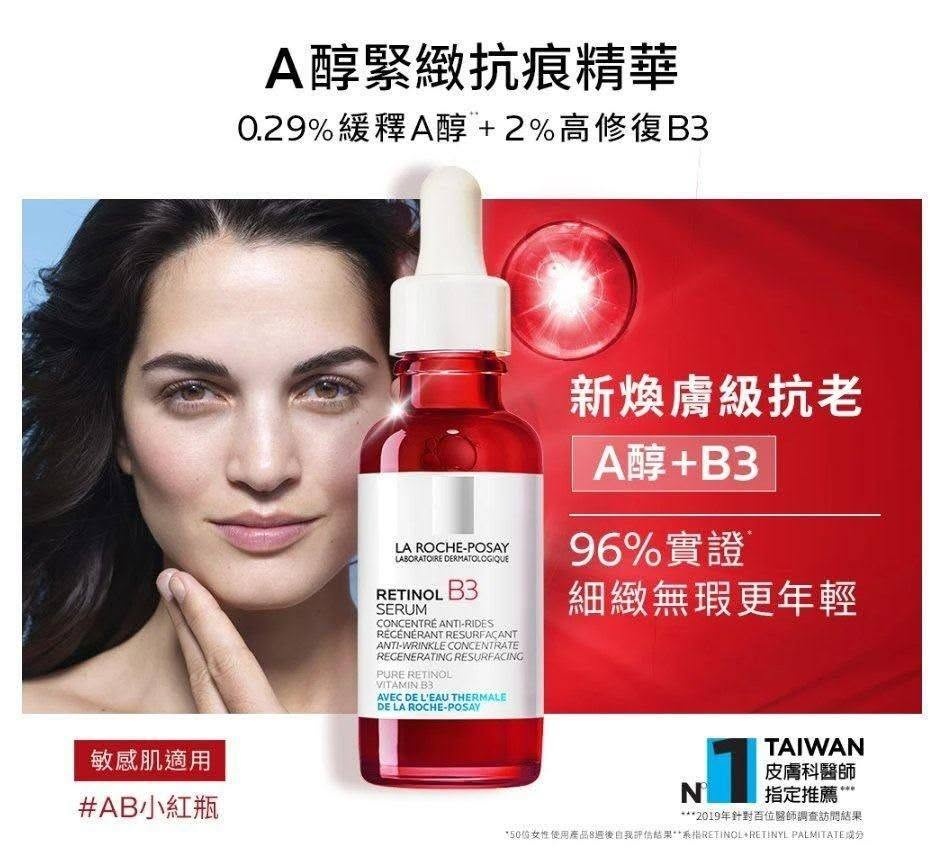 A醇緊緻抗痕精華
0.29%緩釋A醇**+ 2%高修復B3
LA ROCHE-POSAY
LABORATOIRE DERMATOLOGIQUE
RETINOL B3
SERUM
CONCENTRÉ ANTI-RIDES
RÉGÉNÉRANT RESURFAÇANT
ANTI-WRINKLE CONCENTRATE
REGENERATING RESURFACING
PURE RETINOL
VITAMIN B3
AVEC DE L'EAU THERMALE
DE LA ROCHE-POSAY
新煥膚級抗老
A醇+B3
96%實證*
細緻無瑕更年輕
敏感肌適用
#AB小紅瓶
N°1 TAIWAN
皮膚科醫師
指定推薦***
***2019年針對百位醫師調查訪問結果
*50位女性使用產品8週後自我評估結果**系指RETINOL+RETINYL PALMITATE成分